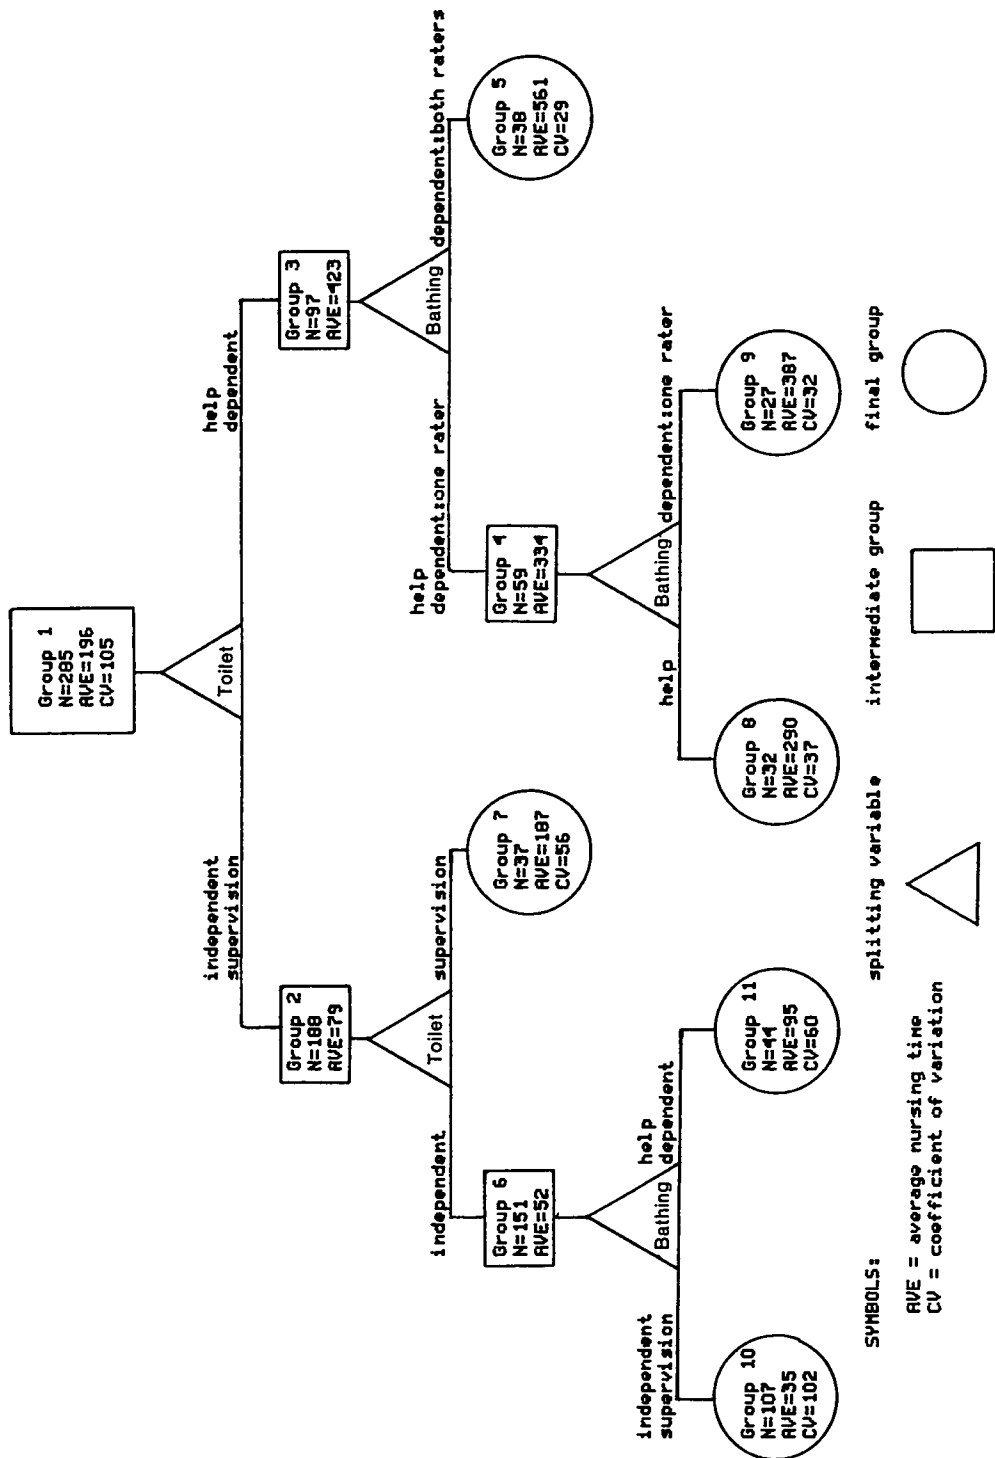 Group 1
N=285
AVE=196
CV=105
Toilet
independent
supervision
help
dependent
Group 2
N=188
AVE=79
Group 3
N=97
AVE=423
Toilet
independent
supervision
Bathing
help
dependent:one rater
dependent:both raters
Group 6
N=151
AVE=52
Group 7
N=37
AVE=187
CV=56
Group 4
N=59
AVE=334
Group 5
N=38
AVE=561
CV=29
Bathing
independent
supervision
help
dependent
Bathing
help
dependent:one rater
Group 10
N=107
AVE=35
CV=102
Group 11
N=44
AVE=95
CV=60
Group 8
N=32
AVE=290
CV=37
Group 9
N=27
AVE=387
CV=32
SYMBOLS:
splitting variable
intermediate group
final group
AVE = average nursing time
CV = coefficient of variation